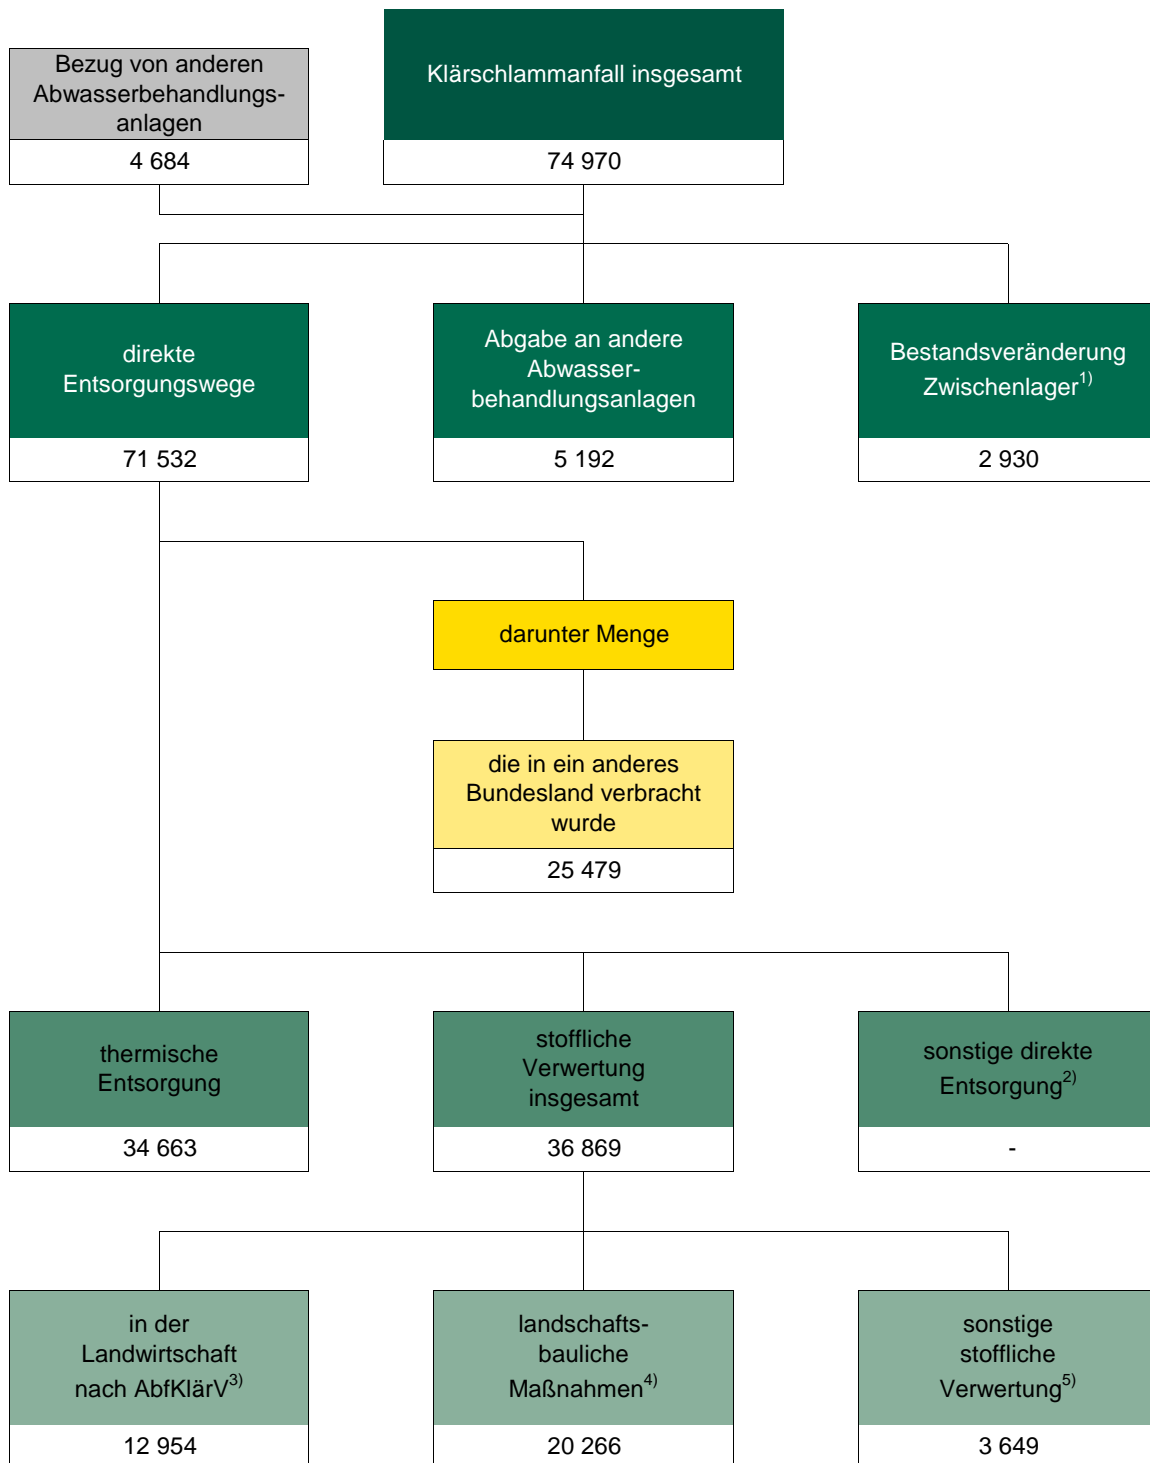 Bezug von anderen
Abwasserbehandlungs-
anlagen
4 684
Klärschlammanfall insgesamt
74 970
direkte
Entsorgungswege
71 532
Abgabe an andere
Abwasser-
behandlungsanlagen
5 192
Bestandsveränderung
Zwischenlager1)
2 930
darunter Menge
die in ein anderes
Bundesland verbracht
wurde
25 479
thermische
Entsorgung
34 663
stoffliche
Verwertung
insgesamt
36 869
sonstige direkte
Entsorgung2)
-
in der
Landwirtschaft
nach AbfKlärV3)
12 954
landschafts-
bauliche
Maßnahmen4)
20 266
sonstige
stoffliche
Verwertung5)
3 649